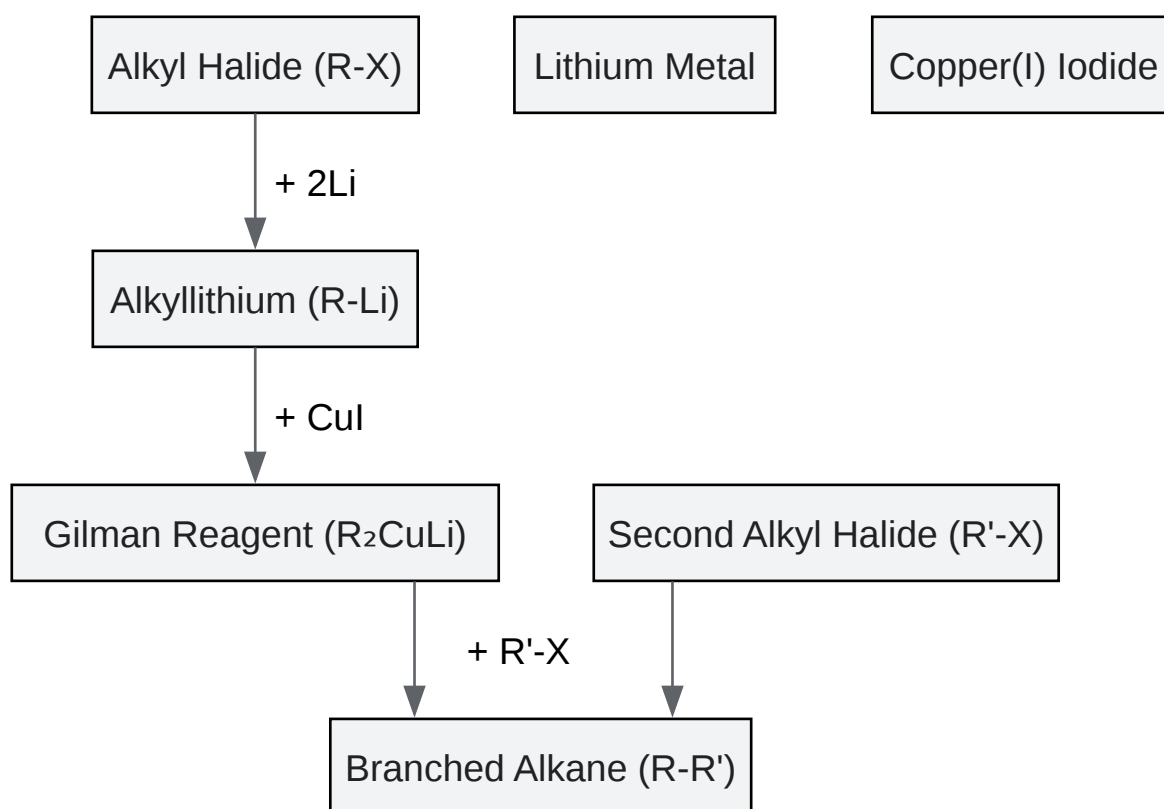 Alkyl Halide (R-X)
Lithium Metal
Copper(I) Iodide
+ 2Li
Alkyllithium (R-Li)
+ CuI
Gilman Reagent (R₂CuLi)
Second Alkyl Halide (R'-X)
+ R'-X
Branched Alkane (R-R')